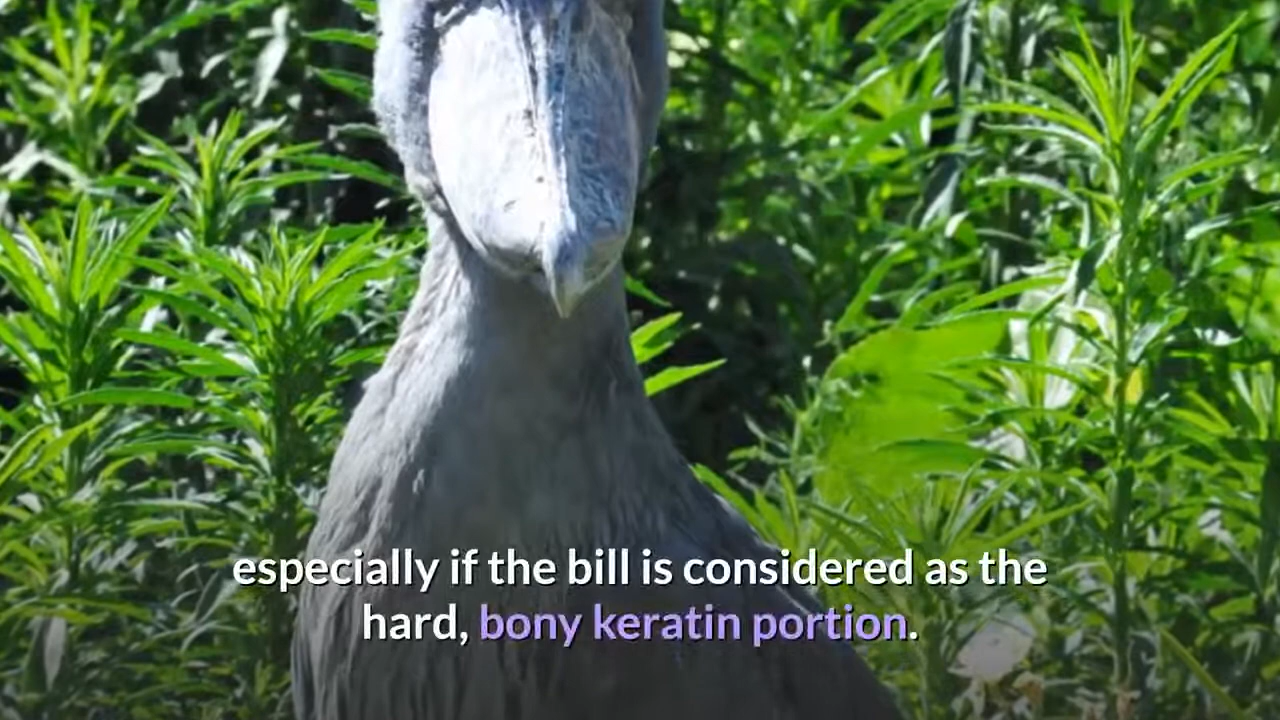 especially if the bill is considered as the
hard, bony keratin portion.